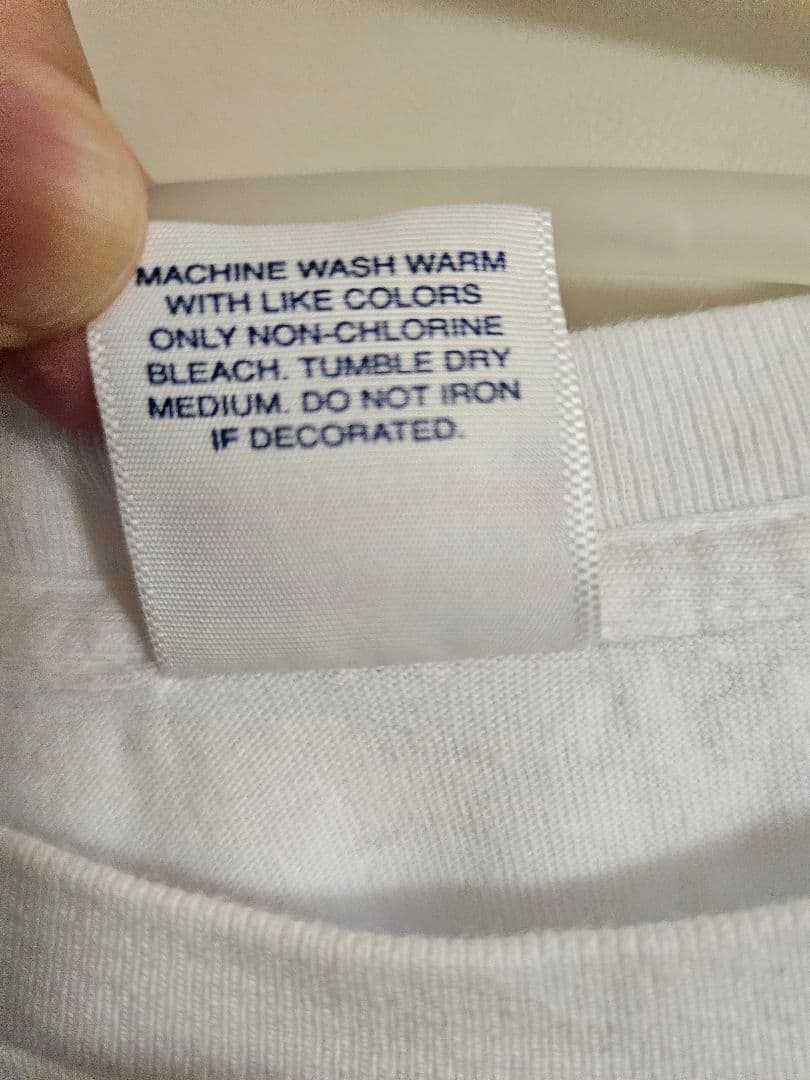 MACHINE WASH WARM
WITH LIKE COLORS
ONLY NON-CHLORINE
BLEACH. TUMBLE DRY
MEDIUM. DO NOT IRON
IF DECORATED.